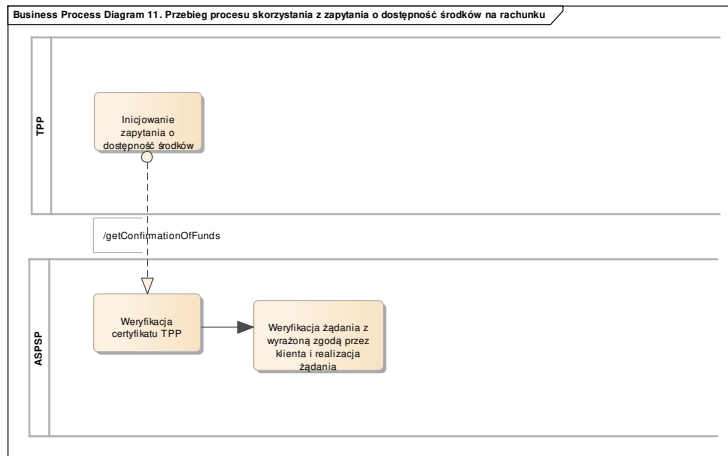 Business Process Diagram 11. Przebieg procesu skorzystania z zapytania o dostępność środków na rachunku
TPP
Inicjowanie
zapytania o
dostępność środków
/getConfirmationOfFunds
ASPSP
Weryfikacja
certyfikatu TPP
Weryfikacja żądania z
wyrażoną zgodą przez
klienta i realizacja
żądania